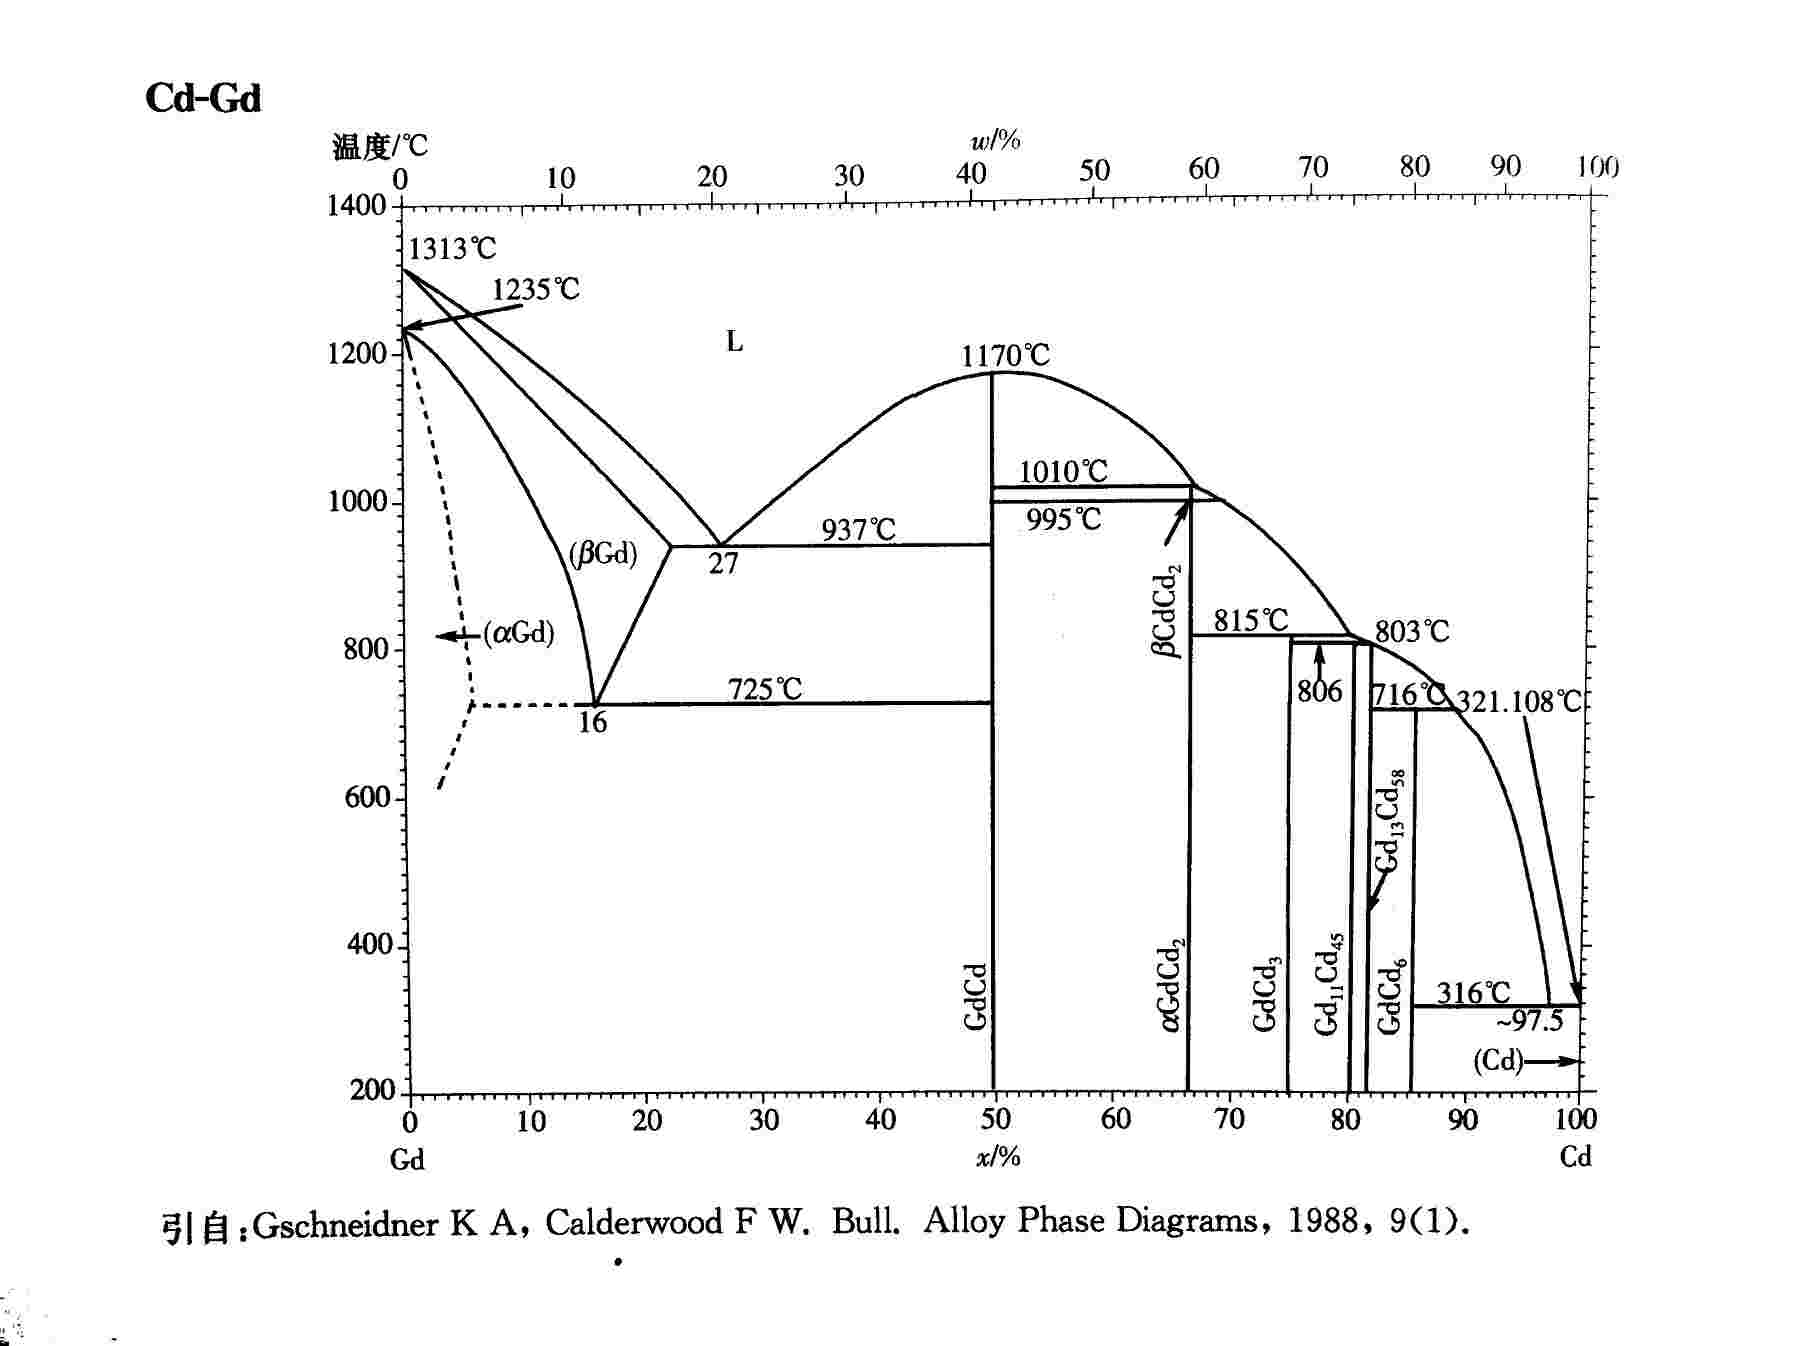 Cd-Gd
温度/℃
w/%
0 10 20 30 40 50 60 70 80 90 100
1400
1313℃
1235℃
L
1200
1170℃
1010℃
1000
995℃
937℃
(βGd)
27
βCdCd₂
815℃
803℃
(αGd)
800
806
716℃
321.108℃
725℃
16
600
Gd₁₃Cd₅₈
400
GdCd
αGdCd₂
GdCd₃
Gd₁₁Cd₄₅
GdCd₆
316℃
~97.5
(Cd)
200
0 10 20 30 40 50 60 70 80 90 100
Gd
x/%
Cd
引自:Gschneidner K A, Calderwood F W. Bull. Alloy Phase Diagrams, 1988, 9(1).